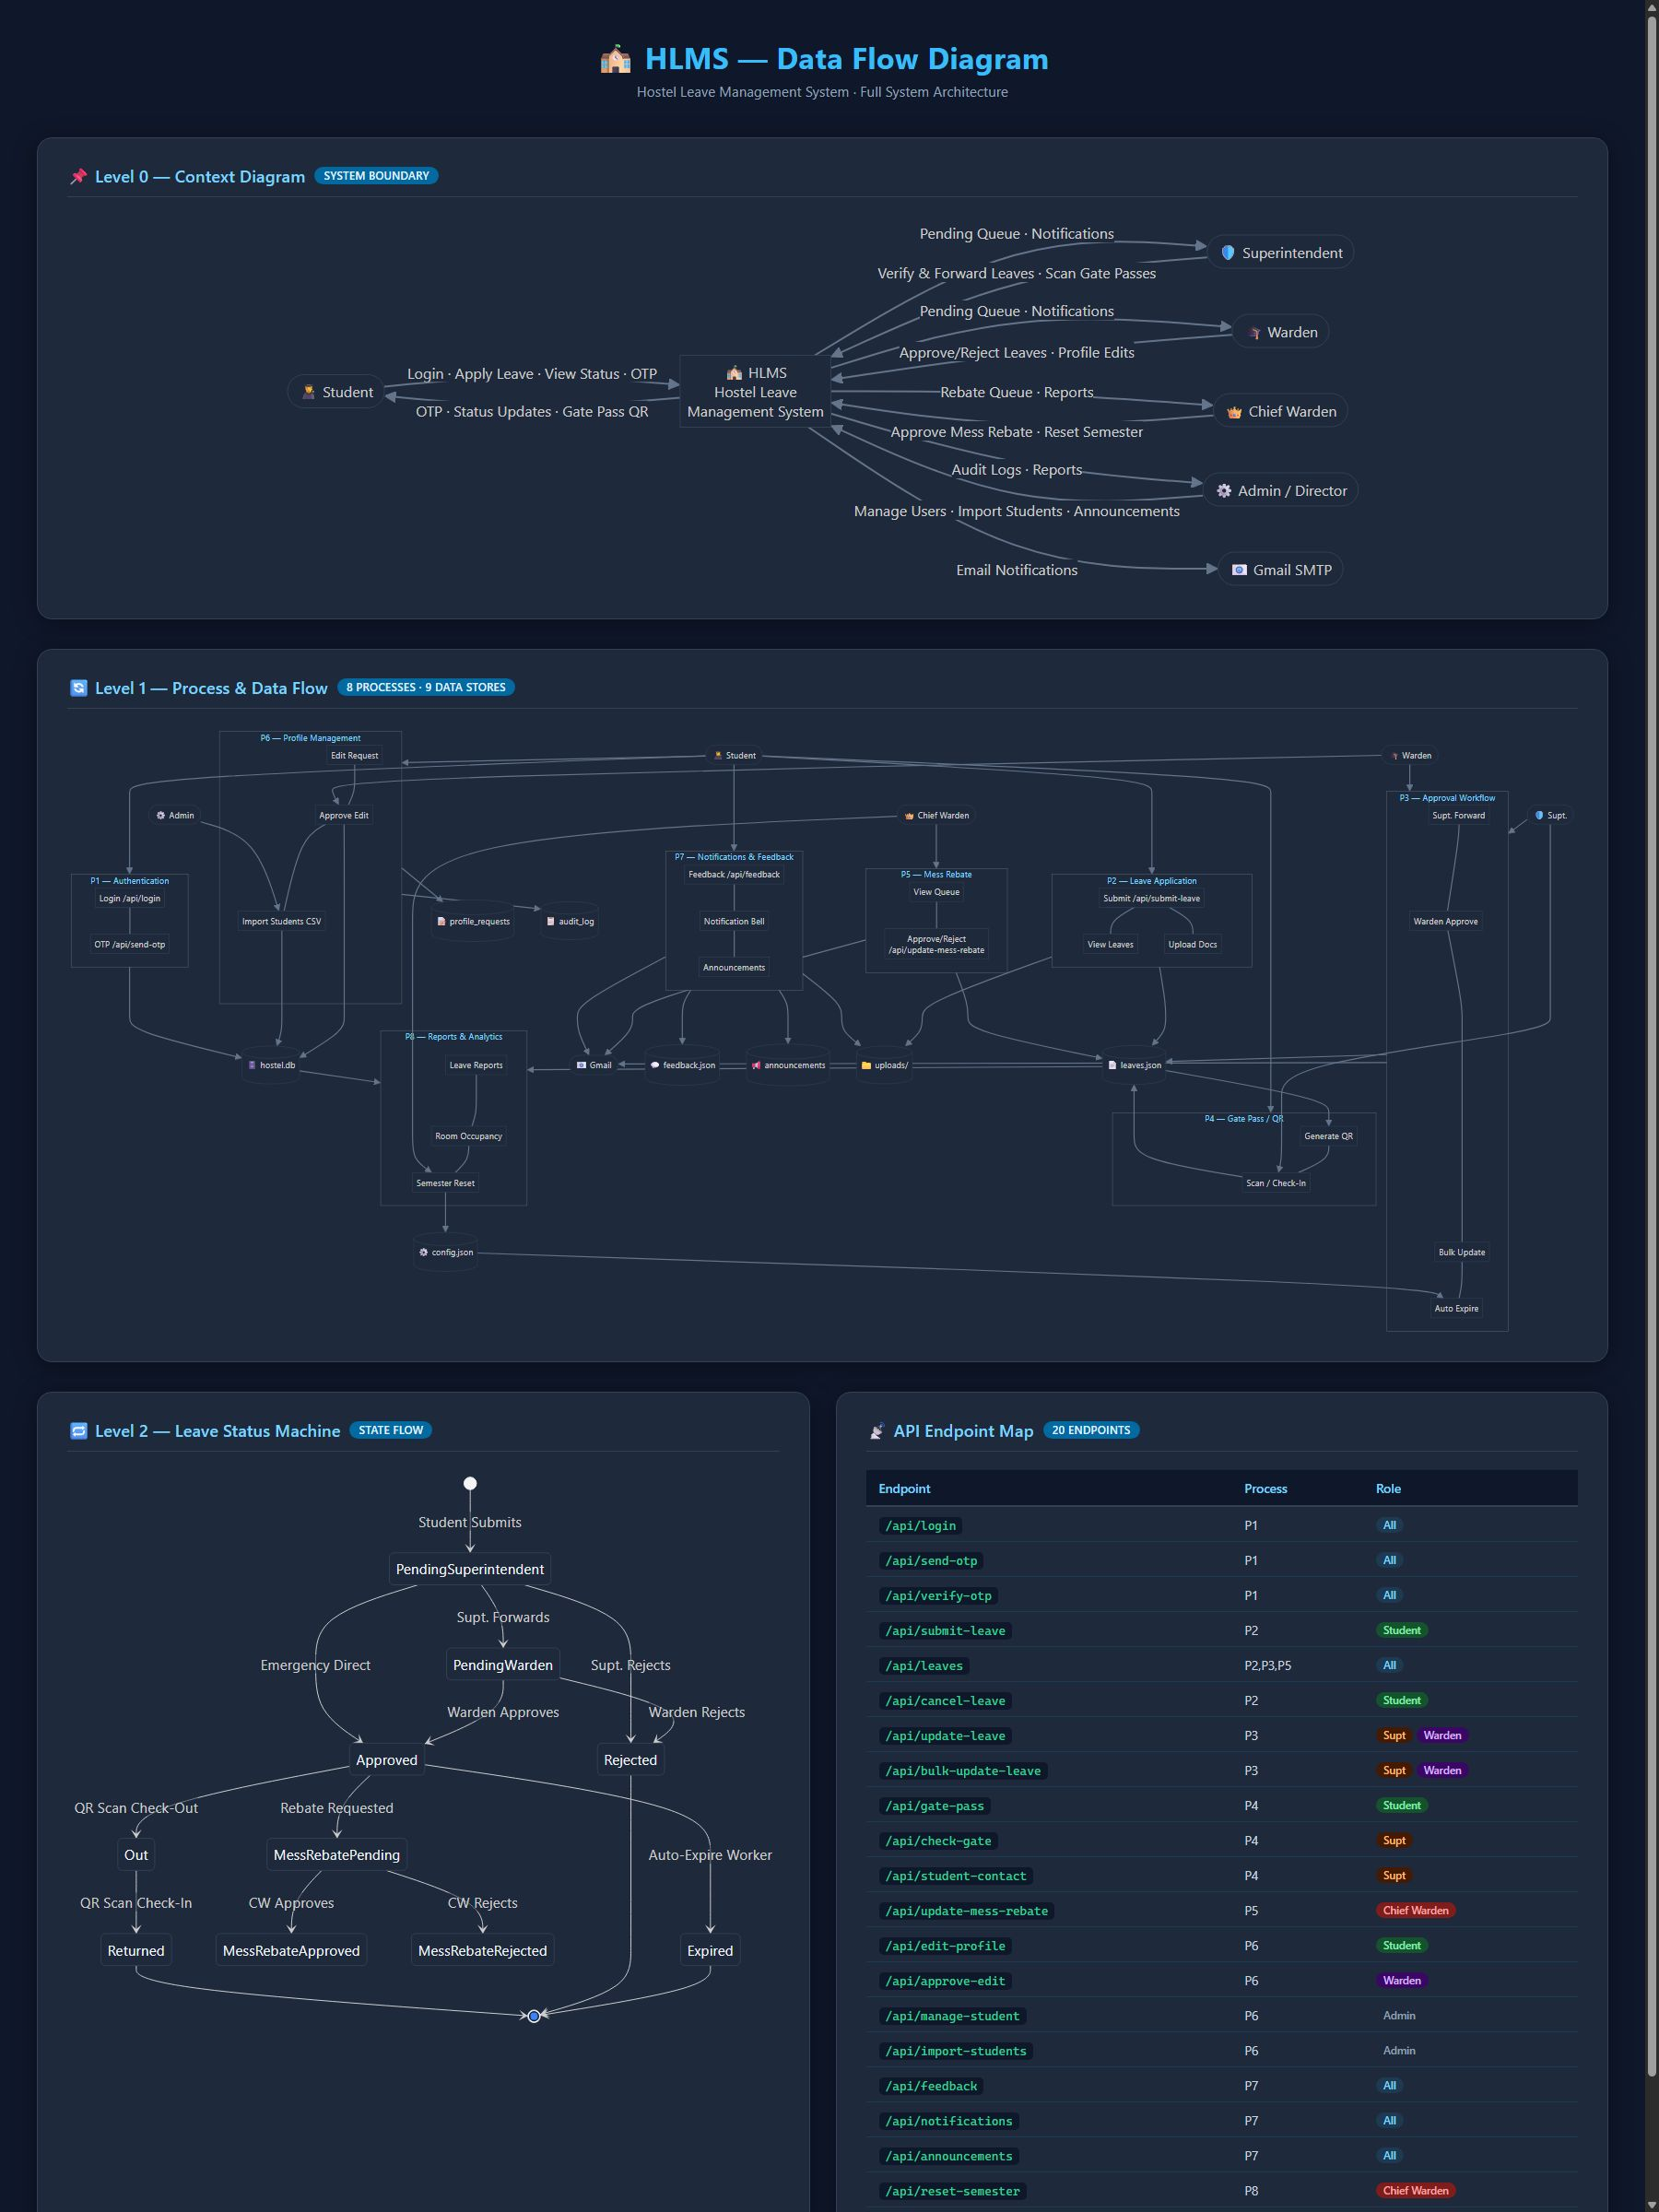 HLMS — Data Flow Diagram
Hostel Leave Management System · Full System Architecture
Level 0 — Context Diagram SYSTEM BOUNDARY
Pending Queue · Notifications
Superintendent
Verify & Forward Leaves · Scan Gate Passes
Pending Queue · Notifications
Warden
Approve/Reject Leaves · Profile Edits
Login · Apply Leave · View Status · OTP
Student
OTP · Status Updates · Gate Pass QR
HLMS
Hostel Leave
Management System
Rebate Queue · Reports
Chief Warden
Approve Mess Rebate · Reset Semester
Audit Logs · Reports
Admin / Director
Manage Users · Import Students · Announcements
Email Notifications
Gmail SMTP
Level 1 — Process & Data Flow 8 PROCESSES · 9 DATA STORES
P6 — Profile Management
Edit Request
Student
Warden
P3 — Approval Workflow
Admin
Approve Edit
Chief Warden
Supt. Forward
Supt.
P7 — Notifications & Feedback
P1 — Authentication
Feedback /api/feedback
P5 — Mess Rebate
P2 — Leave Application
Login /api/login
View Queue
Submit /api/submit-leave
Import Students CSV
profile_requests
audit_log
Notification Bell
Warden Approve
OTP /api/send-otp
Approve/Reject
/api/update-mess-rebate
View Leaves
Upload Docs
Announcements
P8 — Reports & Analytics
hostel.db
Leave Reports
Gmail
feedback.json
announcements
uploads/
leaves.json
P4 — Gate Pass / QR
Room Occupancy
Generate QR
Semester Reset
Scan / Check-In
config.json
Bulk Update
Auto Expire
Level 2 — Leave Status Machine STATE FLOW
Student Submits
PendingSuperintendent
Supt. Forwards
Emergency Direct
PendingWarden
Supt. Rejects
Warden Approves
Warden Rejects
Approved
Rejected
QR Scan Check-Out
Rebate Requested
Out
MessRebatePending
Auto-Expire Worker
QR Scan Check-In
CW Approves
CW Rejects
Returned
MessRebateApproved
MessRebateRejected
Expired
API Endpoint Map 20 ENDPOINTS
Endpoint Process Role
/api/login P1 All
/api/send-otp P1 All
/api/verify-otp P1 All
/api/submit-leave P2 Student
/api/leaves P2,P3,P5 All
/api/cancel-leave P2 Student
/api/update-leave P3 Supt Warden
/api/bulk-update-leave P3 Supt Warden
/api/gate-pass P4 Student
/api/check-gate P4 Supt
/api/student-contact P4 Supt
/api/update-mess-rebate P5 Chief Warden
/api/edit-profile P6 Student
/api/approve-edit P6 Warden
/api/manage-student P6 Admin
/api/import-students P6 Admin
/api/feedback P7 All
/api/notifications P7 All
/api/announcements P7 All
/api/reset-semester P8 Chief Warden